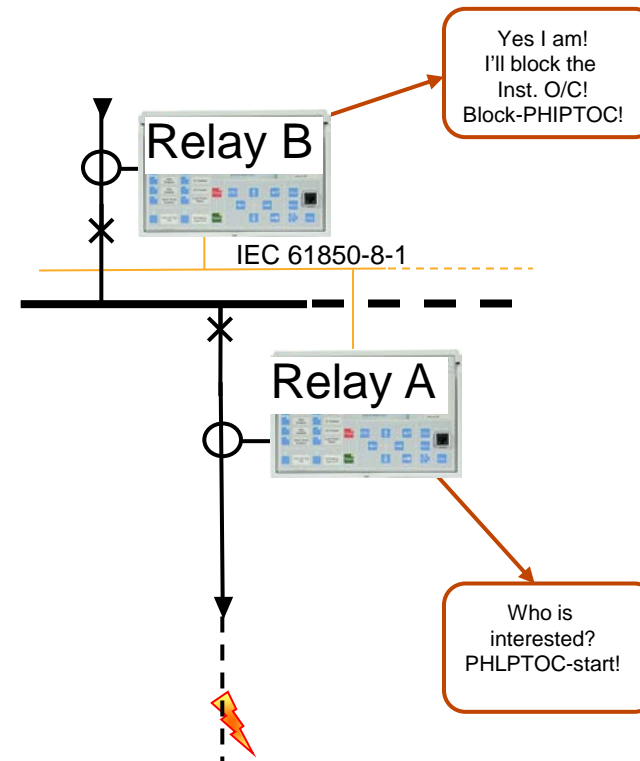 Yes I am!
I'll block the
Inst. O/C!
Block-PHIPTOC!
Relay B
IEC 61850-8-1
Relay A
Who is
interested?
PHLPTOC-start!